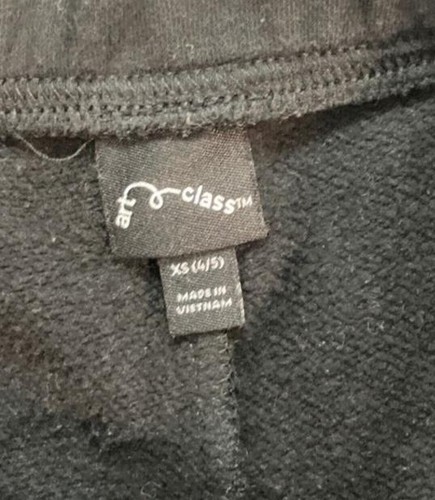 art class™
XS (4/5)
MADE IN
VIETNAM